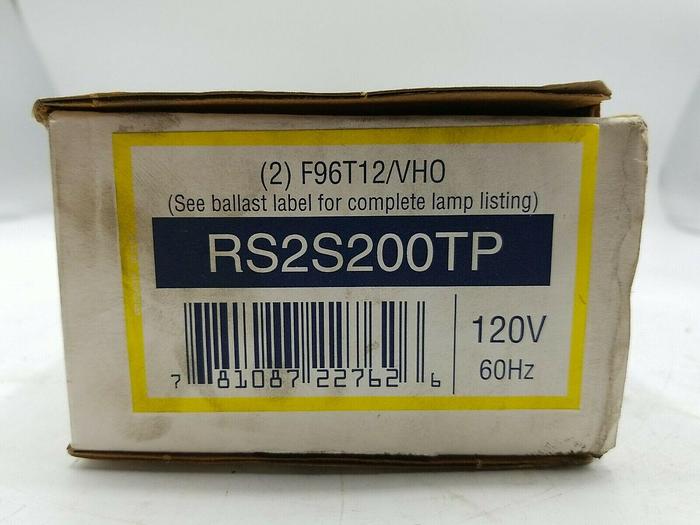 (2) F96T12/VHO
(See ballast label for complete lamp listing)
RS2S200TP
120V
60Hz
7 81087 22762 6